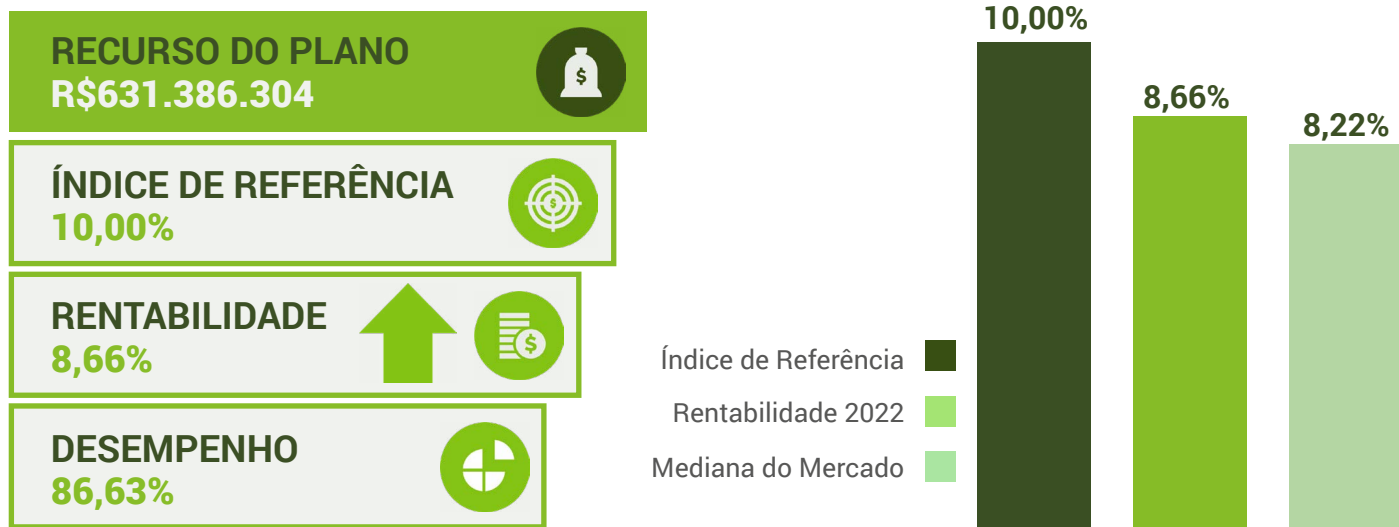 RECURSO DO PLANO
R$631.386.304
$
ÍNDICE DE REFERÊNCIA
10,00%
$
RENTABILIDADE
8,66%
$
DESEMPENHO
86,63%
10,00%
8,66%
8,22%
Índice de Referência
Rentabilidade 2022
Mediana do Mercado